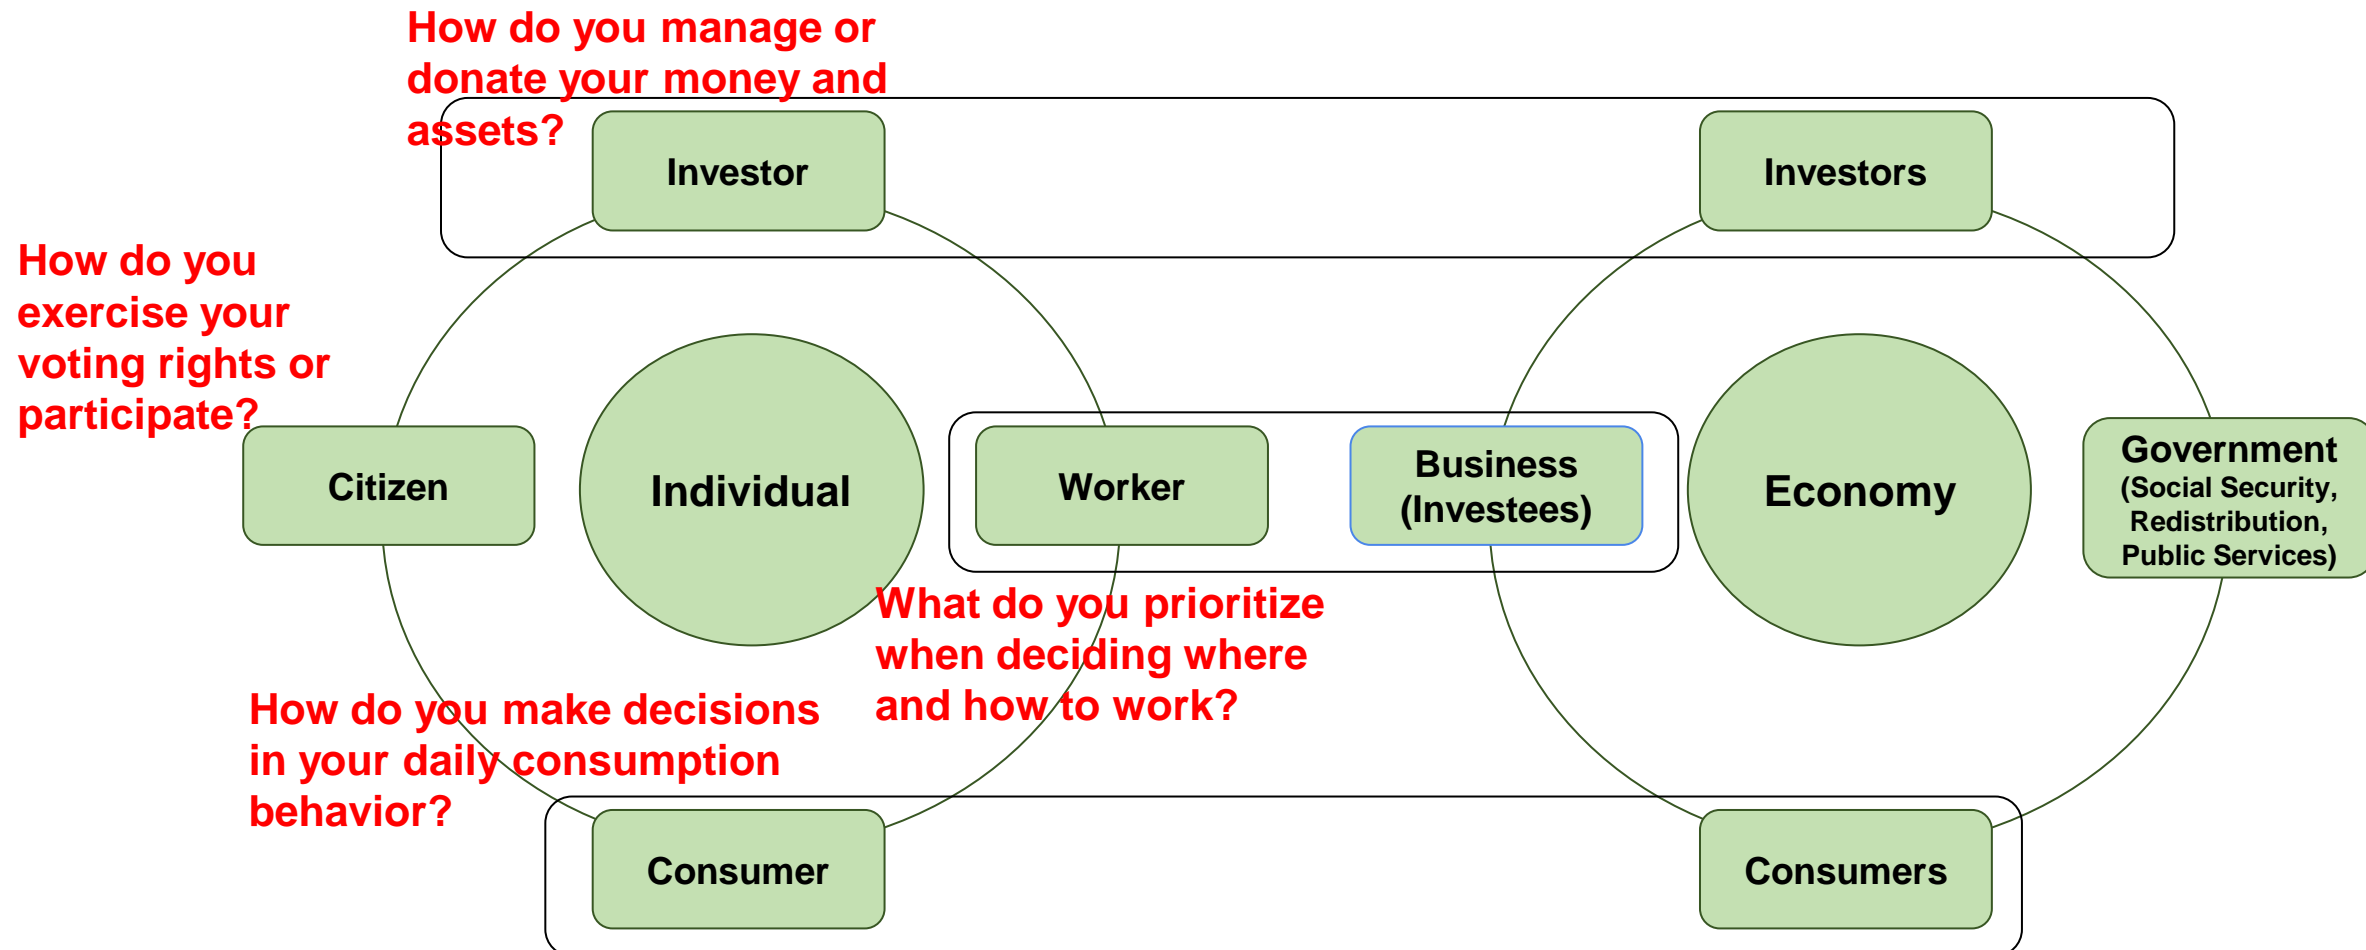 How do you manage or
donate your money and
assets?
Investor
Investors
How do you
exercise your
voting rights or
participate?
Citizen
Individual
Worker
Business
(Investees)
Economy
Government
(Social Security,
Redistribution,
Public Services)
What do you prioritize
when deciding where
and how to work?
How do you make decisions
in your daily consumption
behavior?
Consumer
Consumers